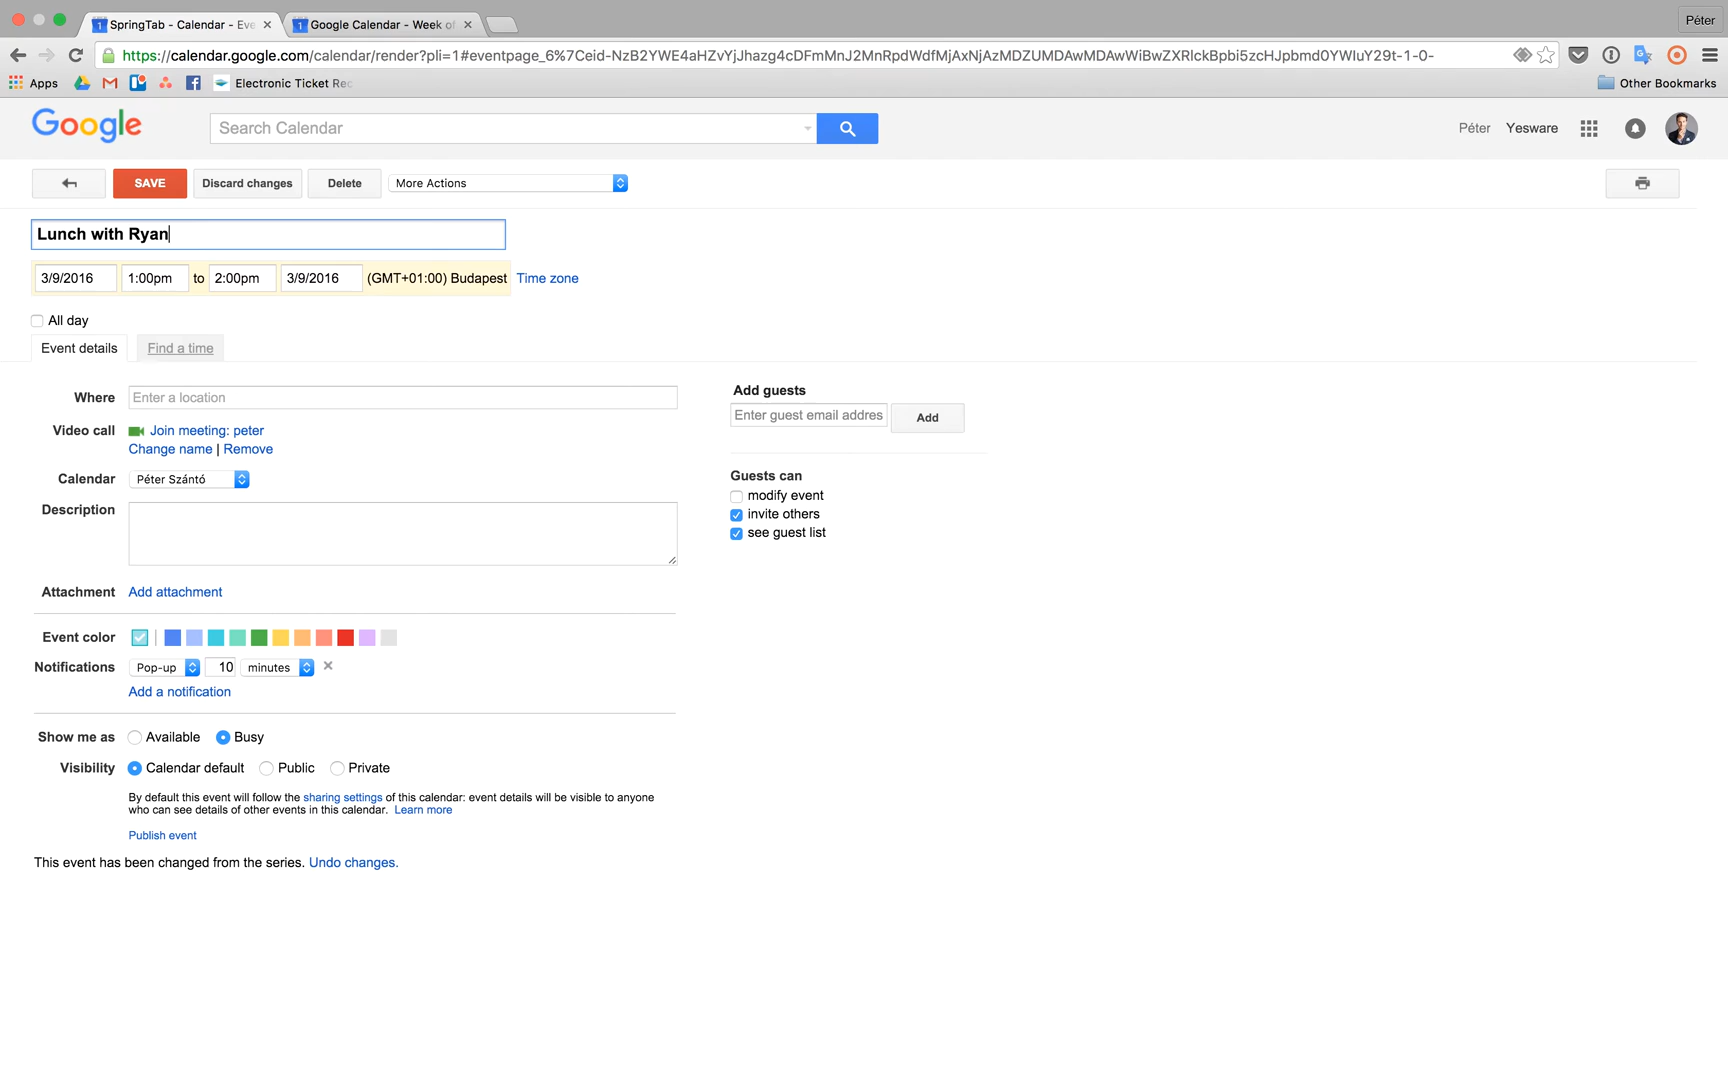 SpringTab - Calendar - Eve
Google Calendar - Week of
Péter
https://calendar.google.com/calendar/render?pli=1#eventpage_6%7Ceid-NzB2YWE4aHZvYjJhazg4cDFmMnJ2MnRpdWdfMjAxNjAzMDZUMDAwMDAwWiBwZXRlckBpbi5zcHJpbmd0YWIuY29t-1-0-
Apps
Electronic Ticket Rec
Other Bookmarks
Google
Search Calendar
Péter Yesware
SAVE
Discard changes
Delete
More Actions
Lunch with Ryan
3/9/2016 1:00pm to 2:00pm 3/9/2016 (GMT+01:00) Budapest Time zone
All day
Event details Find a time
Where Enter a location
Video call Join meeting: peter
Change name | Remove
Calendar Péter Szántó
Description
Attachment Add attachment
Event color
Notifications Pop-up 10 minutes
Add a notification
Show me as Available Busy
Visibility Calendar default Public Private
By default this event will follow the sharing settings of this calendar: event details will be visible to anyone
who can see details of other events in this calendar. Learn more
Publish event
This event has been changed from the series. Undo changes.
Add guests
Enter guest email addres Add
Guests can
modify event
invite others
see guest list